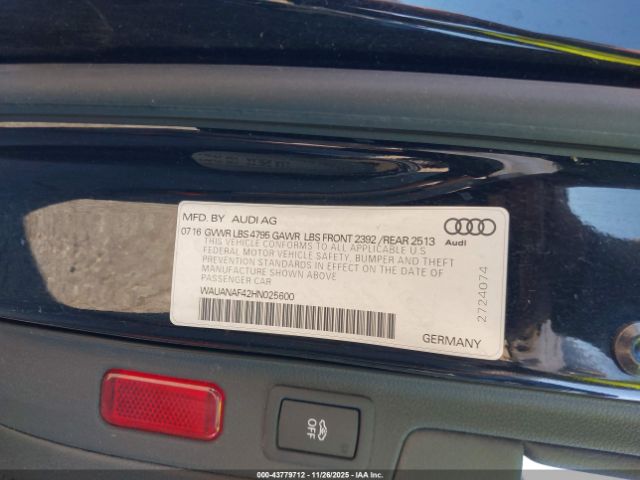 MFD. BY AUDI AG
07 16 GVWR LBS 4795 GAWR LBS FRONT 2392 /REAR 2513
THIS VEHICLE CONFORMS TO ALL APPLICABLE U S
FEDERAL MOTOR VEHICLE SAFETY, BUMPER AND THEFT
PREVENTION STANDARDS IN EFFECT ON THE DATE OF
MANUFACTURE SHOWN ABOVE
PASSENGER CAR
WAUANAF42HN025600
Audi
2724074
GERMANY
OFF
000-43779712 | 11/26/2025 - IAA Inc.